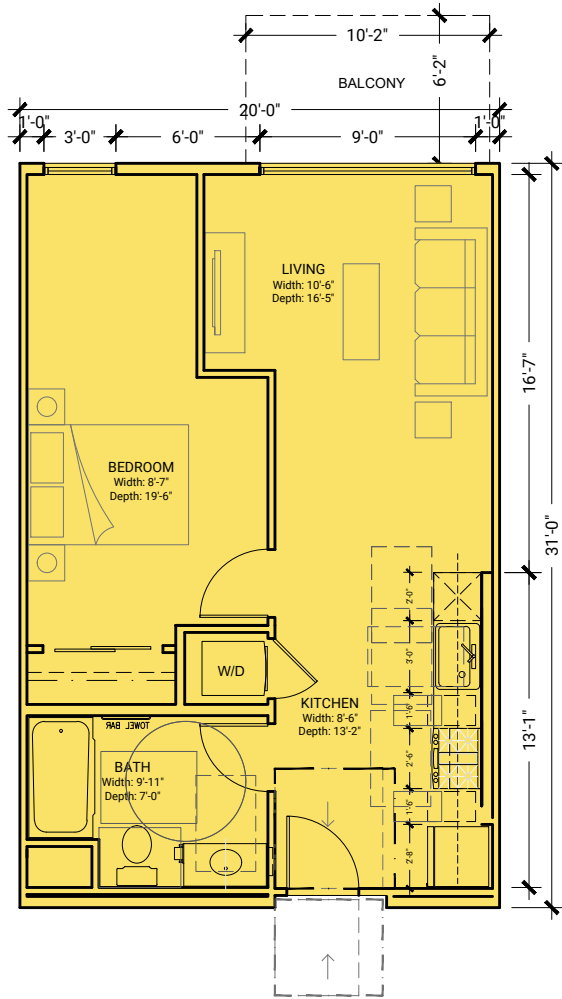 10'-2"
6'-2"
BALCONY
20'-0"
1'-0"
3'-0"
6'-0"
9'-0"
1'-0"
LIVING
Width: 10'-6"
Depth: 16'-5"
16'-7"
BEDROOM
Width: 8'-7"
Depth: 19'-6"
31'-0"
2'-0"
3'-0"
W/D
KITCHEN
Width: 8'-6"
Depth: 13'-2"
1'-6"
TOWEL BAR
13'-1"
2'-6"
BATH
Width: 9'-11"
Depth: 7'-0"
1'-6"
2'-8"